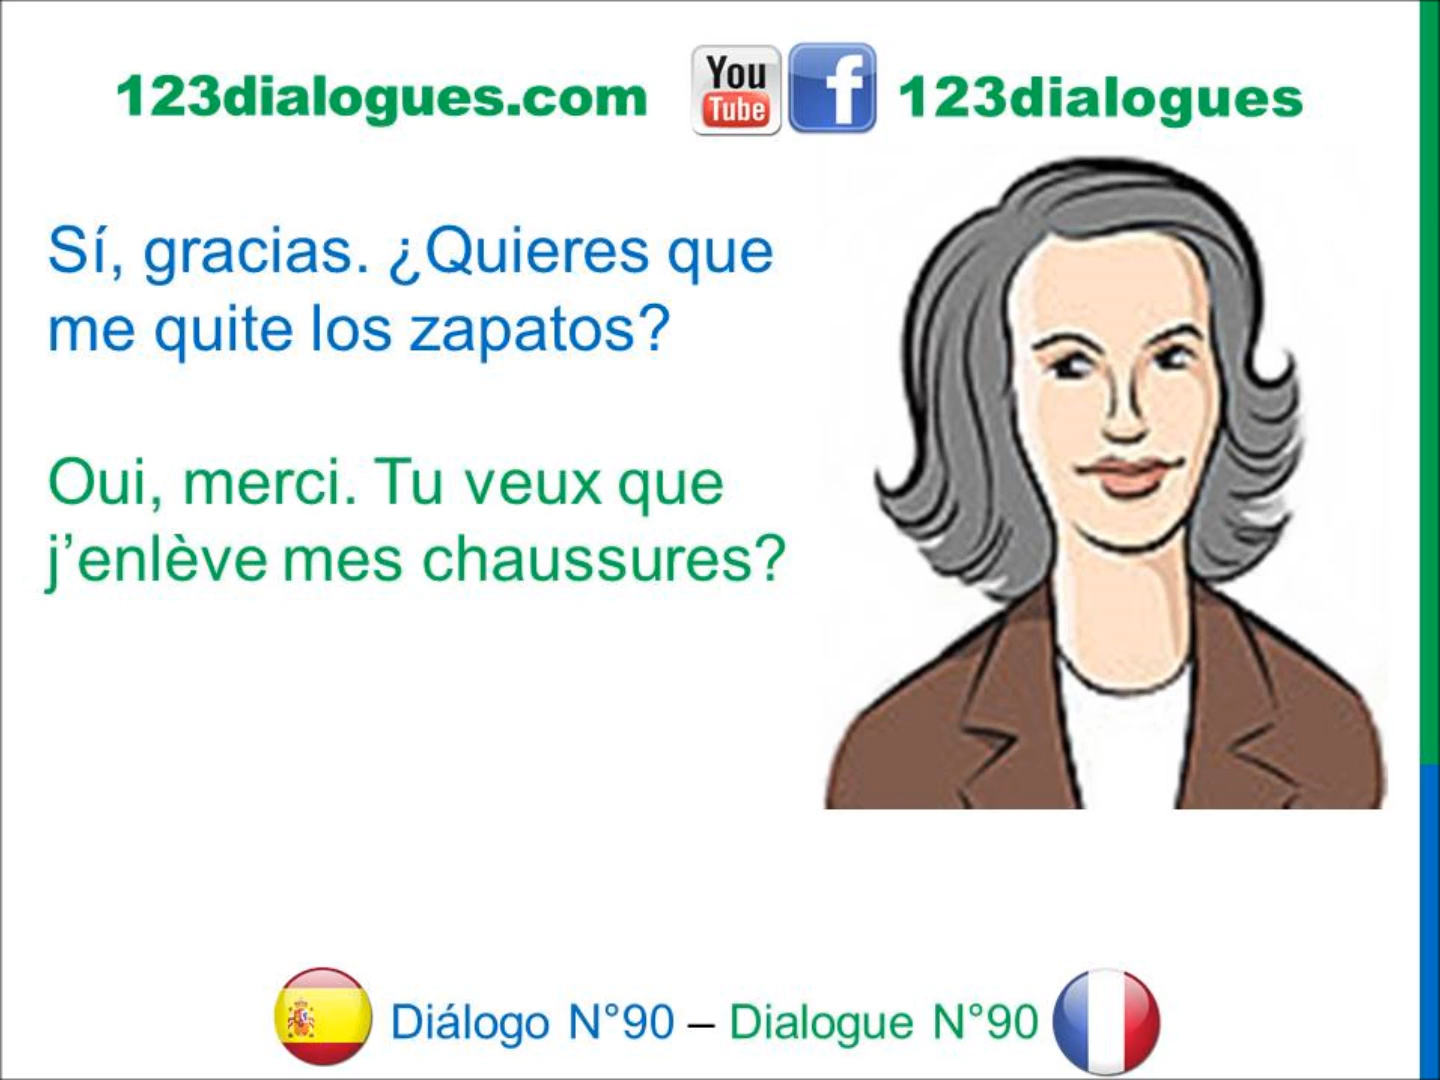 123dialogues.com You Tube f 123dialogues
Sí, gracias. ¿Quieres que
me quite los zapatos?
Oui, merci. Tu veux que
j’enlève mes chaussures?
Diálogo N°90 – Dialogue N°90